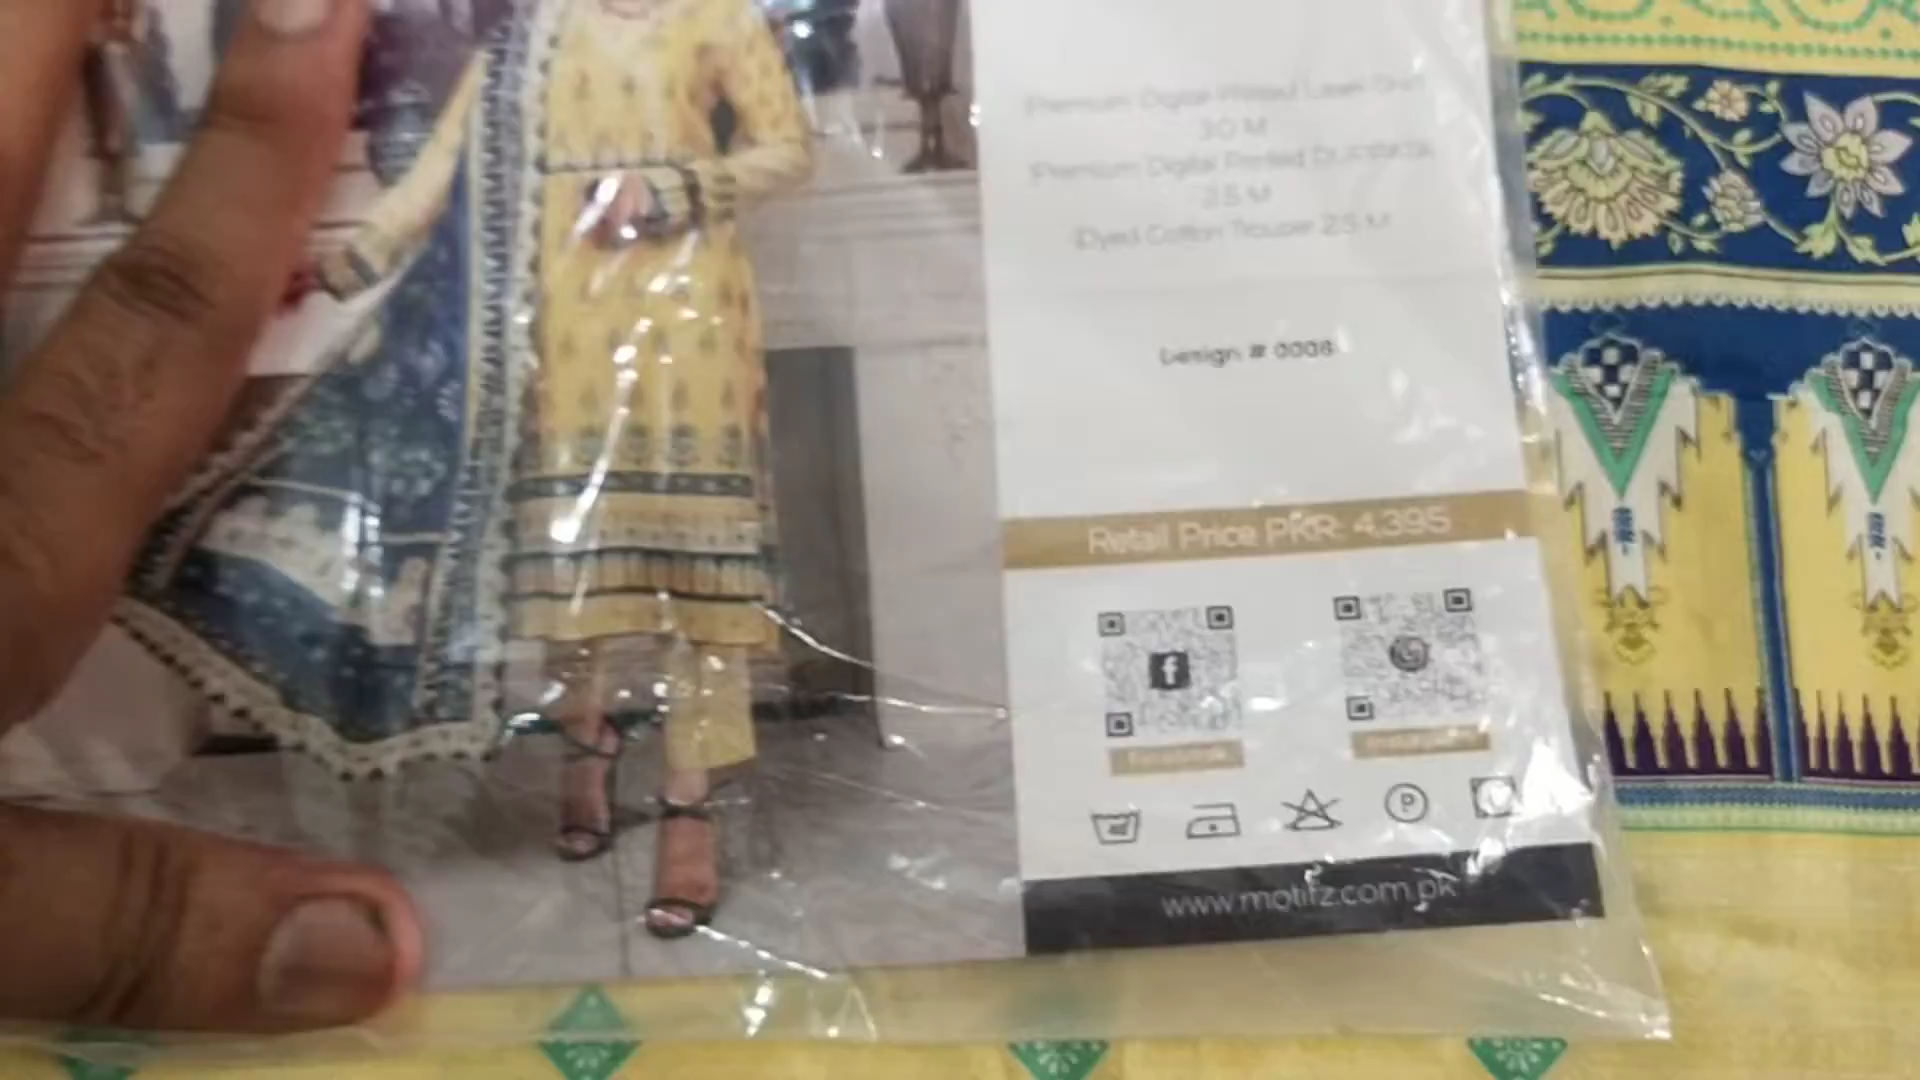 Premium Digital Printed Linen Shirt
3.0 M
Premium Digital Printed Dupatta
2.5 M
Dyed Cotton Trouser 2.5 M
Design # 0008
Retail Price PKR: 4,395
www.motifz.com.pk